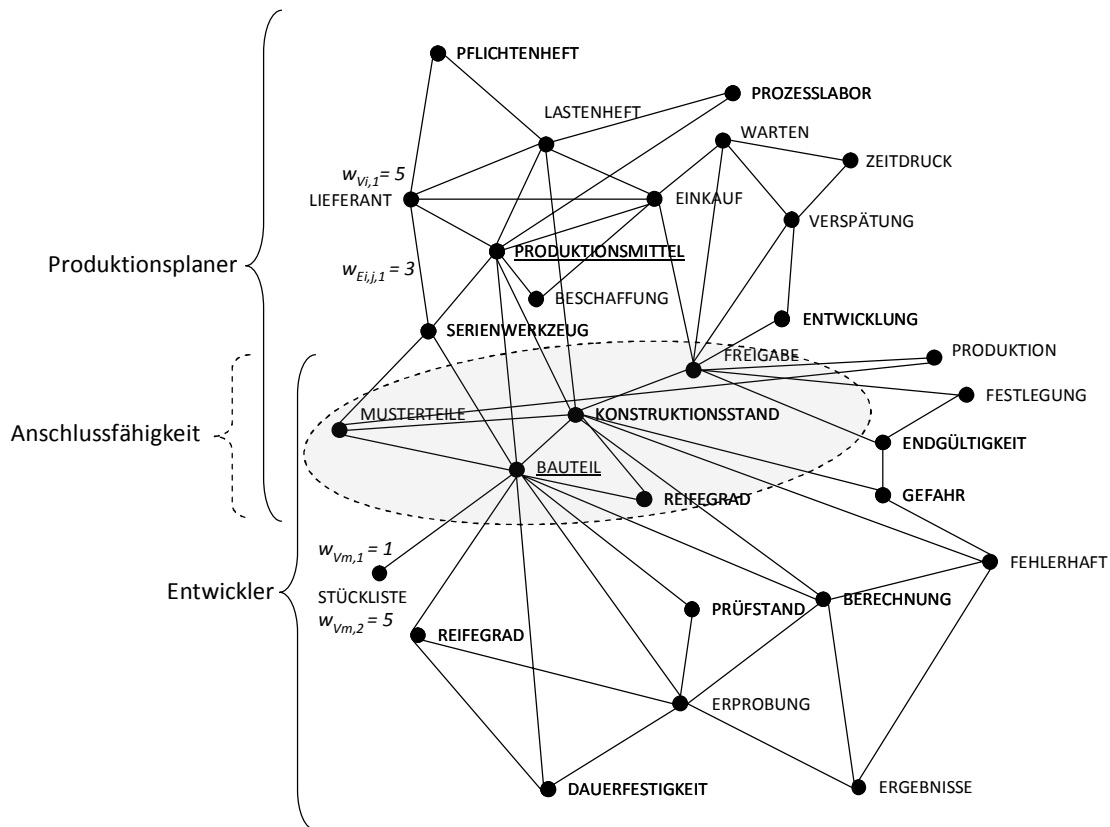 PFLICHTENHEFT
PROZESSLABOR
LASTENHEFT
WARTEN
ZEITDRUCK
w_{Vi,1} = 5
LIEFERANT
EINKAUF
VERSPÄTUNG
PRODUKTIONSMITTEL
Produktionsplaner
w_{Ei,j,1} = 3
BESCHAFFUNG
SERIENWERKZEUG
ENTWICKLUNG
FREIGABE
PRODUKTION
FESTLEGUNG
MUSTERTEILE
KONSTRUKTIONSSTAND
Anschlussfähigkeit
ENDGÜLTIGKEIT
BAUTEIL
REIFEGRAD
GEFAHR
w_{Vm,1} = 1
FEHLERHAFT
Entwickler
STÜCKLISTE
PRÜFSTAND
BERECHNUNG
w_{Vm,2} = 5
REIFEGRAD
ERPROBUNG
DAUERFESTIGKEIT
ERGEBNISSE